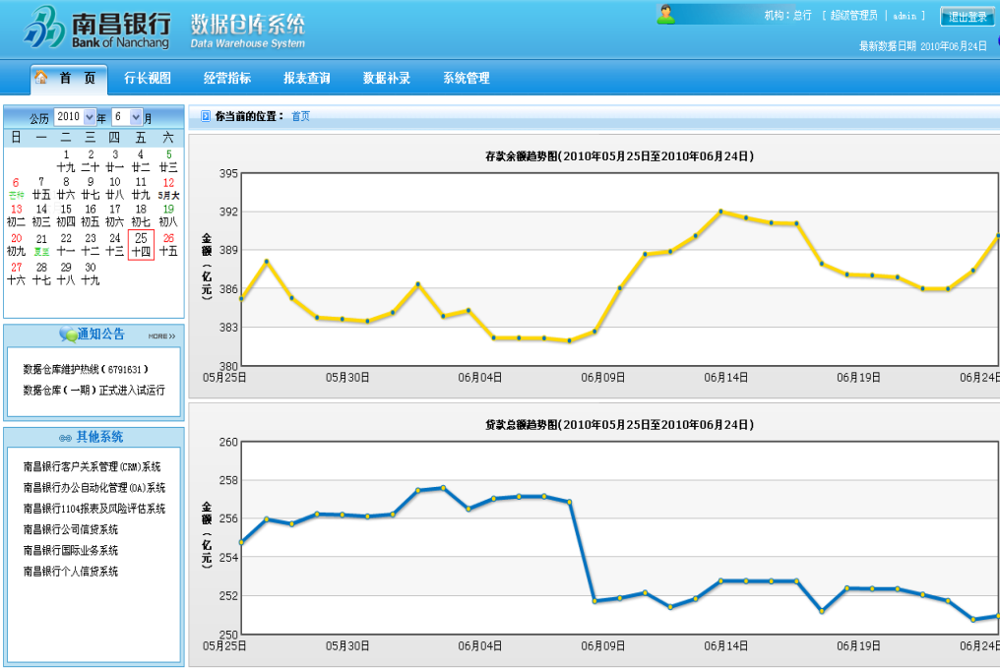 南昌银行 数据仓库系统
Bank of Nanchang Data Warehouse System
机构：总行 [ 超级管理员 | admin ] 退出登录
最新数据日期 2010年06月24日
首 页 行长视图 经营指标 报表查询 数据补录 系统管理
公历 2010 年 6 月
日 一 二 三 四 五 六
1 2 3 4 5
十九 二十 廿一 廿二 廿三
6 7 8 9 10 11 12
芒种 廿五 廿六 廿七 廿八 廿九 5月大
13 14 15 16 17 18 19
初二 初三 初四 初五 初六 初七 初八
20 21 22 23 24 25 26
初九 夏至 十一 十二 十三 十四 十五
27 28 29 30
十六 十七 十八 十九
通知公告 MORE >>
数据仓库维护热线(6791631)
数据仓库(一期)正式进入试运行
其他系统
南昌银行客户关系管理(CRM)系统
南昌银行办公自动化管理(OA)系统
南昌银行1104报表及风险评估系统
南昌银行公司信贷系统
南昌银行国际业务系统
南昌银行个人信贷系统
你当前的位置： 首页
存款余额趋势图(2010年05月25日至2010年06月24日)
金额(亿元)
395
392
389
386
383
380
05月25日 05月30日 06月04日 06月09日 06月14日 06月19日 06月24日
贷款总额趋势图(2010年05月25日至2010年06月24日)
金额(亿元)
260
258
256
254
252
250
05月25日 05月30日 06月04日 06月09日 06月14日 06月19日 06月24日